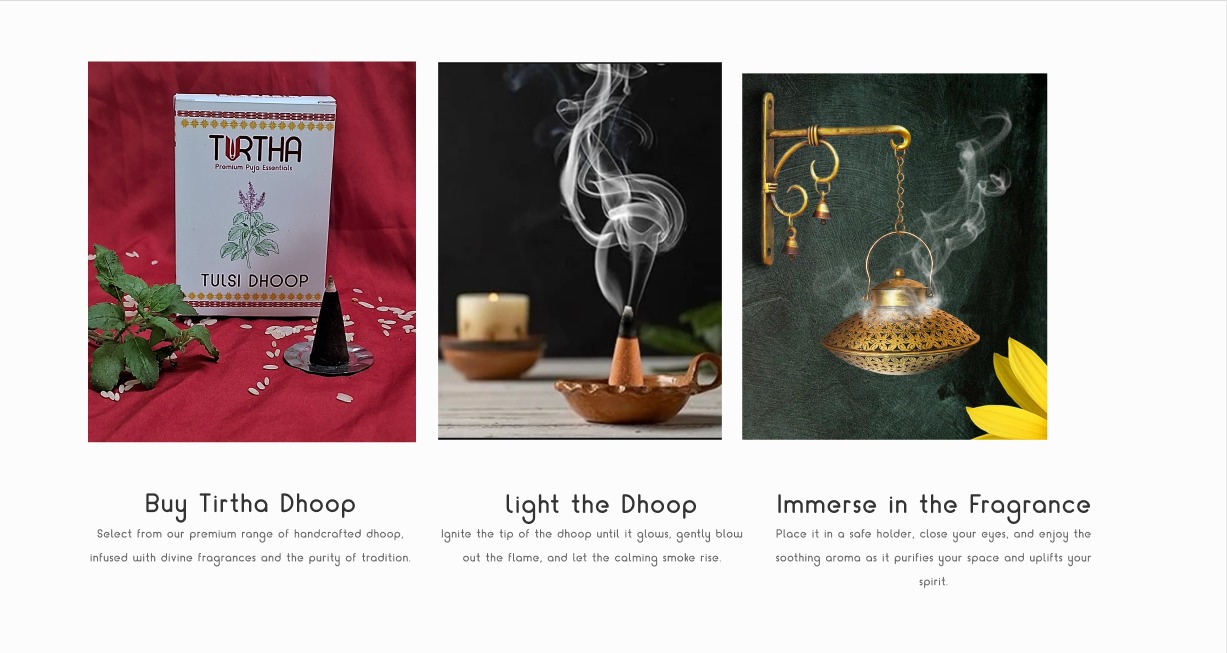 TIRTHA
Premium Puja Essentials
TULSI DHOOP
Buy Tirtha Dhoop
Select from our premium range of handcrafted dhoop,
infused with divine fragrances and the purity of tradition.
light the Dhoop
Ignite the tip of the dhoop until it glows, gently blow
out the flame, and let the calming smoke rise.
Immerse in the Fragrance
Place it in a safe holder, close your eyes, and enjoy the
soothing aroma as it purifies your space and uplifts your
spirit.